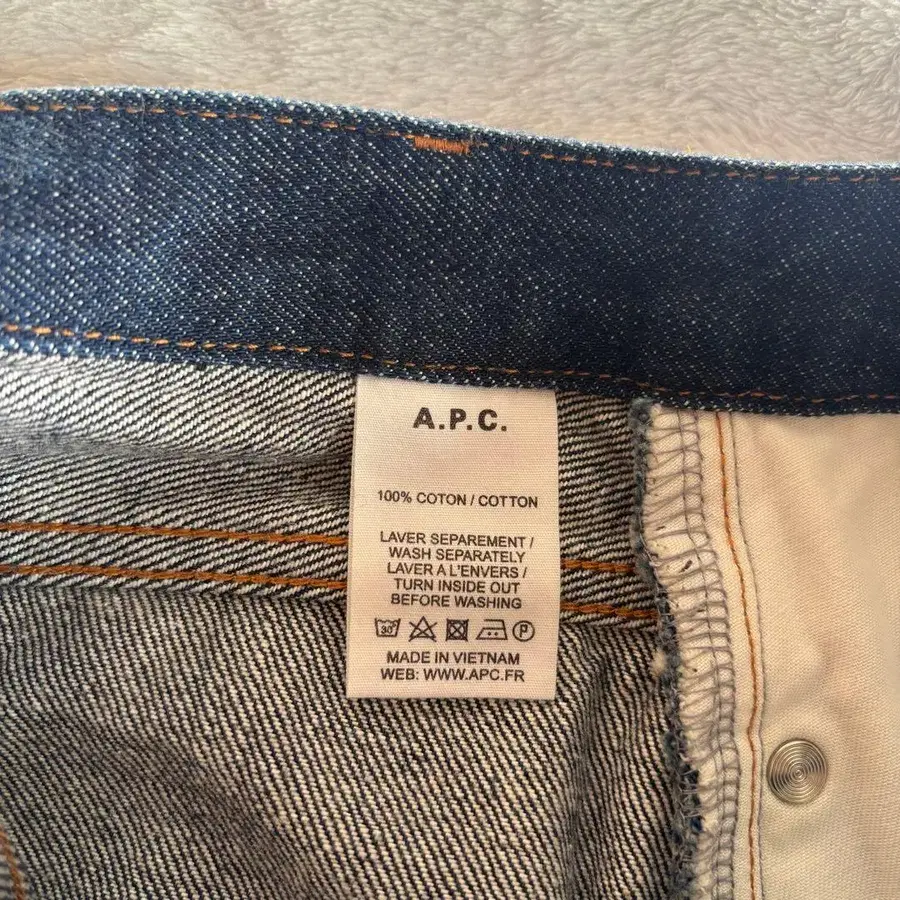 A.P.C.
100% COTON / COTTON
LAVER SEPAREMENT /
WASH SEPARATELY
LAVER A L'ENVERS /
TURN INSIDE OUT
BEFORE WASHING
30° P
MADE IN VIETNAM
WEB: WWW.APC.FR